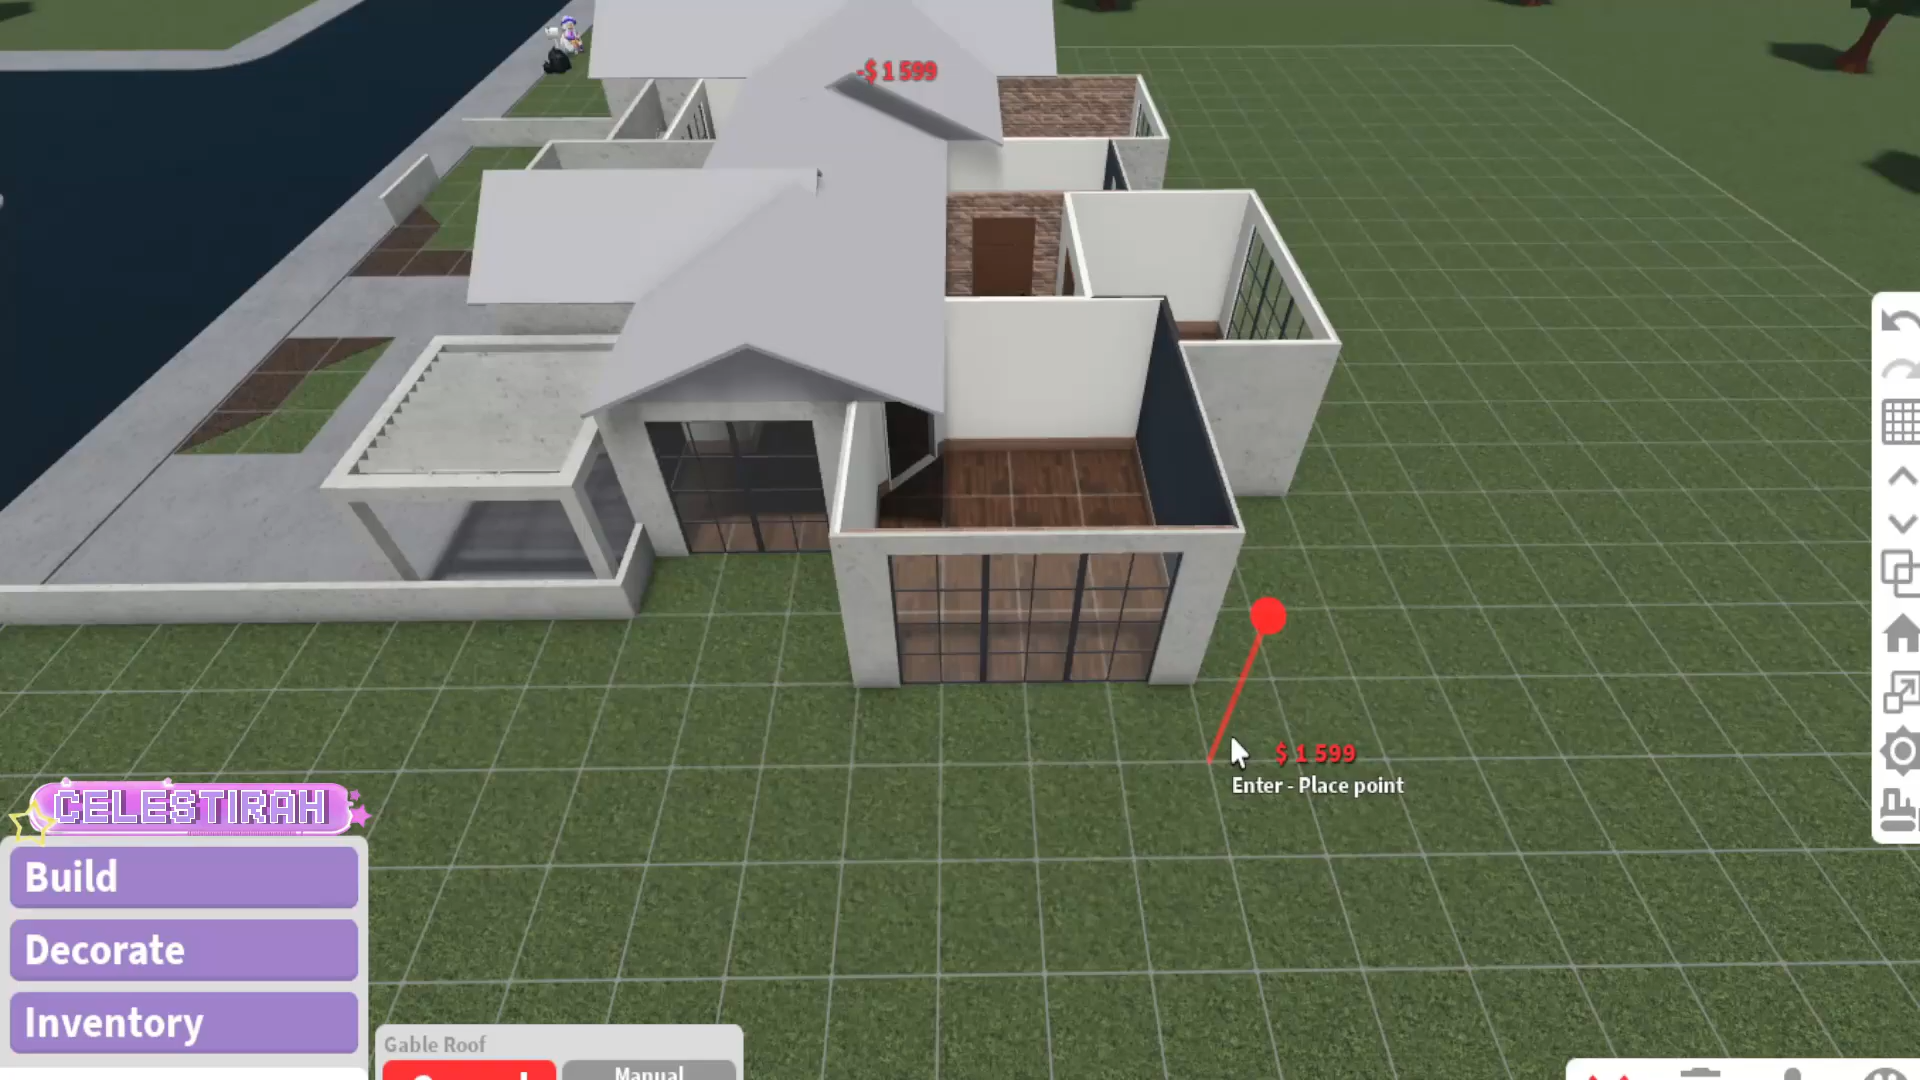 -$ 1 599
$ 1 599
Enter - Place point
CELESTIRAH
Build
Decorate
Inventory
Gable Roof
Manual